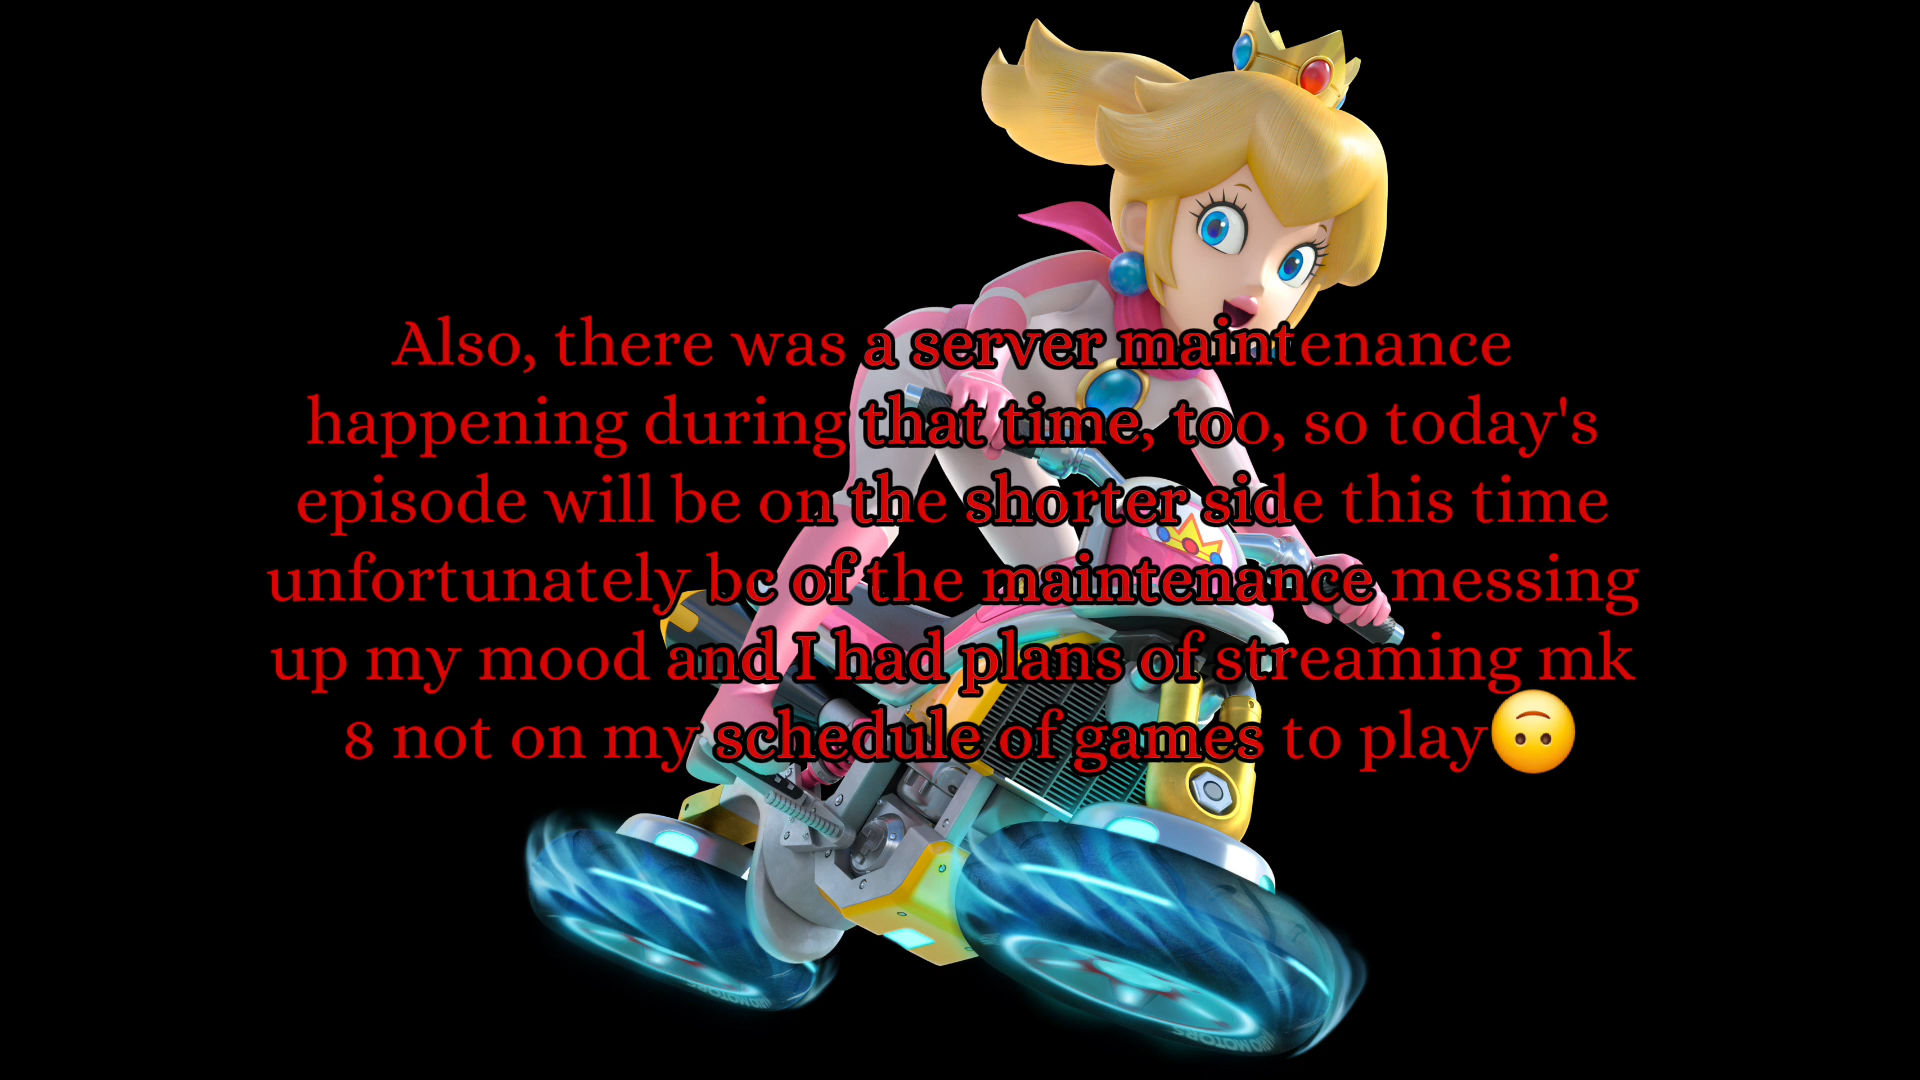 Also, there was a server maintenance
happening during that time, too, so today's
episode will be on the shorter side this time
unfortunately bc of the maintenance messing
up my mood and I had plans of streaming mk
8 not on my schedule of games to play🙃